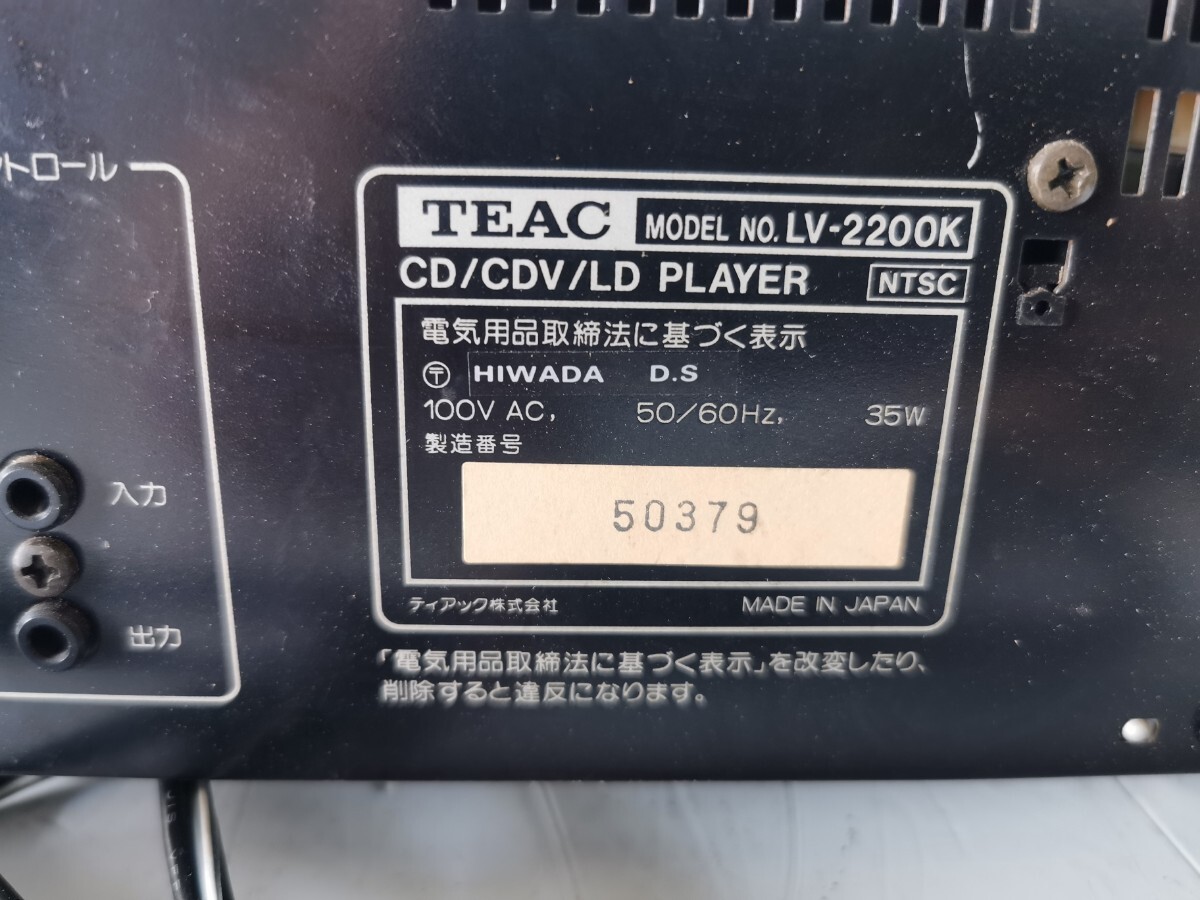 トロール
入力
出力
TEAC MODEL NO. LV-2200K
CD/CDV/LD PLAYER NTSC
電気用品取締法に基づく表示
〒 HIWADA D.S
100V AC, 50/60Hz, 35W
製造番号
50379
ティアック株式会社 MADE IN JAPAN
「電気用品取締法に基づく表示」を改変したり、
削除すると違反になります。